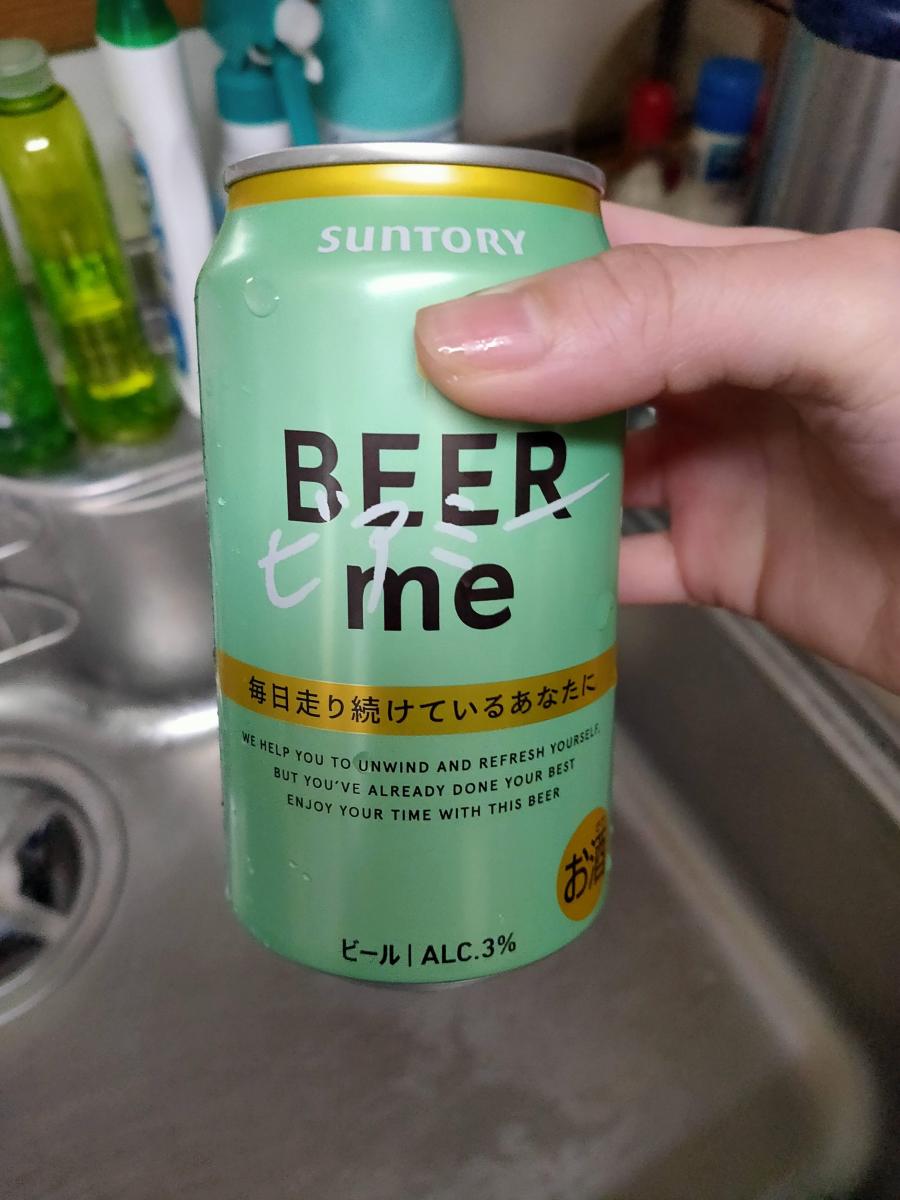 SUNTORY
BEER
ビアミー
me
毎日走り続けているあなたに
WE HELP YOU TO UNWIND AND REFRESH YOURSELF.
BUT YOU'VE ALREADY DONE YOUR BEST
ENJOY YOUR TIME WITH THIS BEER
お酒
ビール | ALC.3%